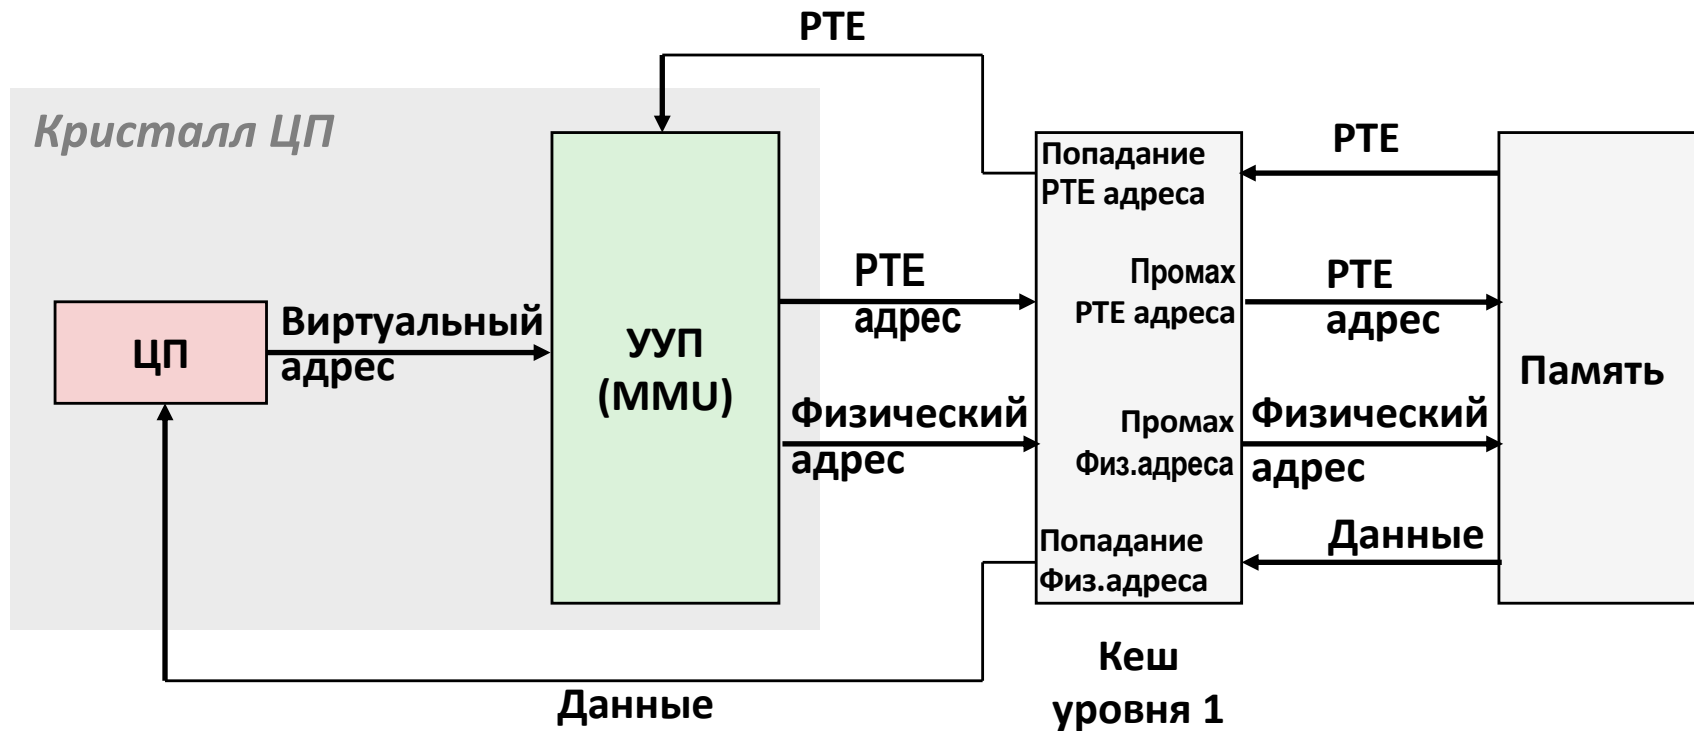 PTE
Кристалл ЦП
ЦП
Виртуальный
адрес
УУП
(MMU)
PTE
адрес
Физический
адрес
Попадание
PTE адреса
Промах
PTE адреса
Промах
Физ.адреса
Попадание
Физ.адреса
PTE
PTE
адрес
Физический
адрес
Данные
Память
Данные
Кеш
уровня 1